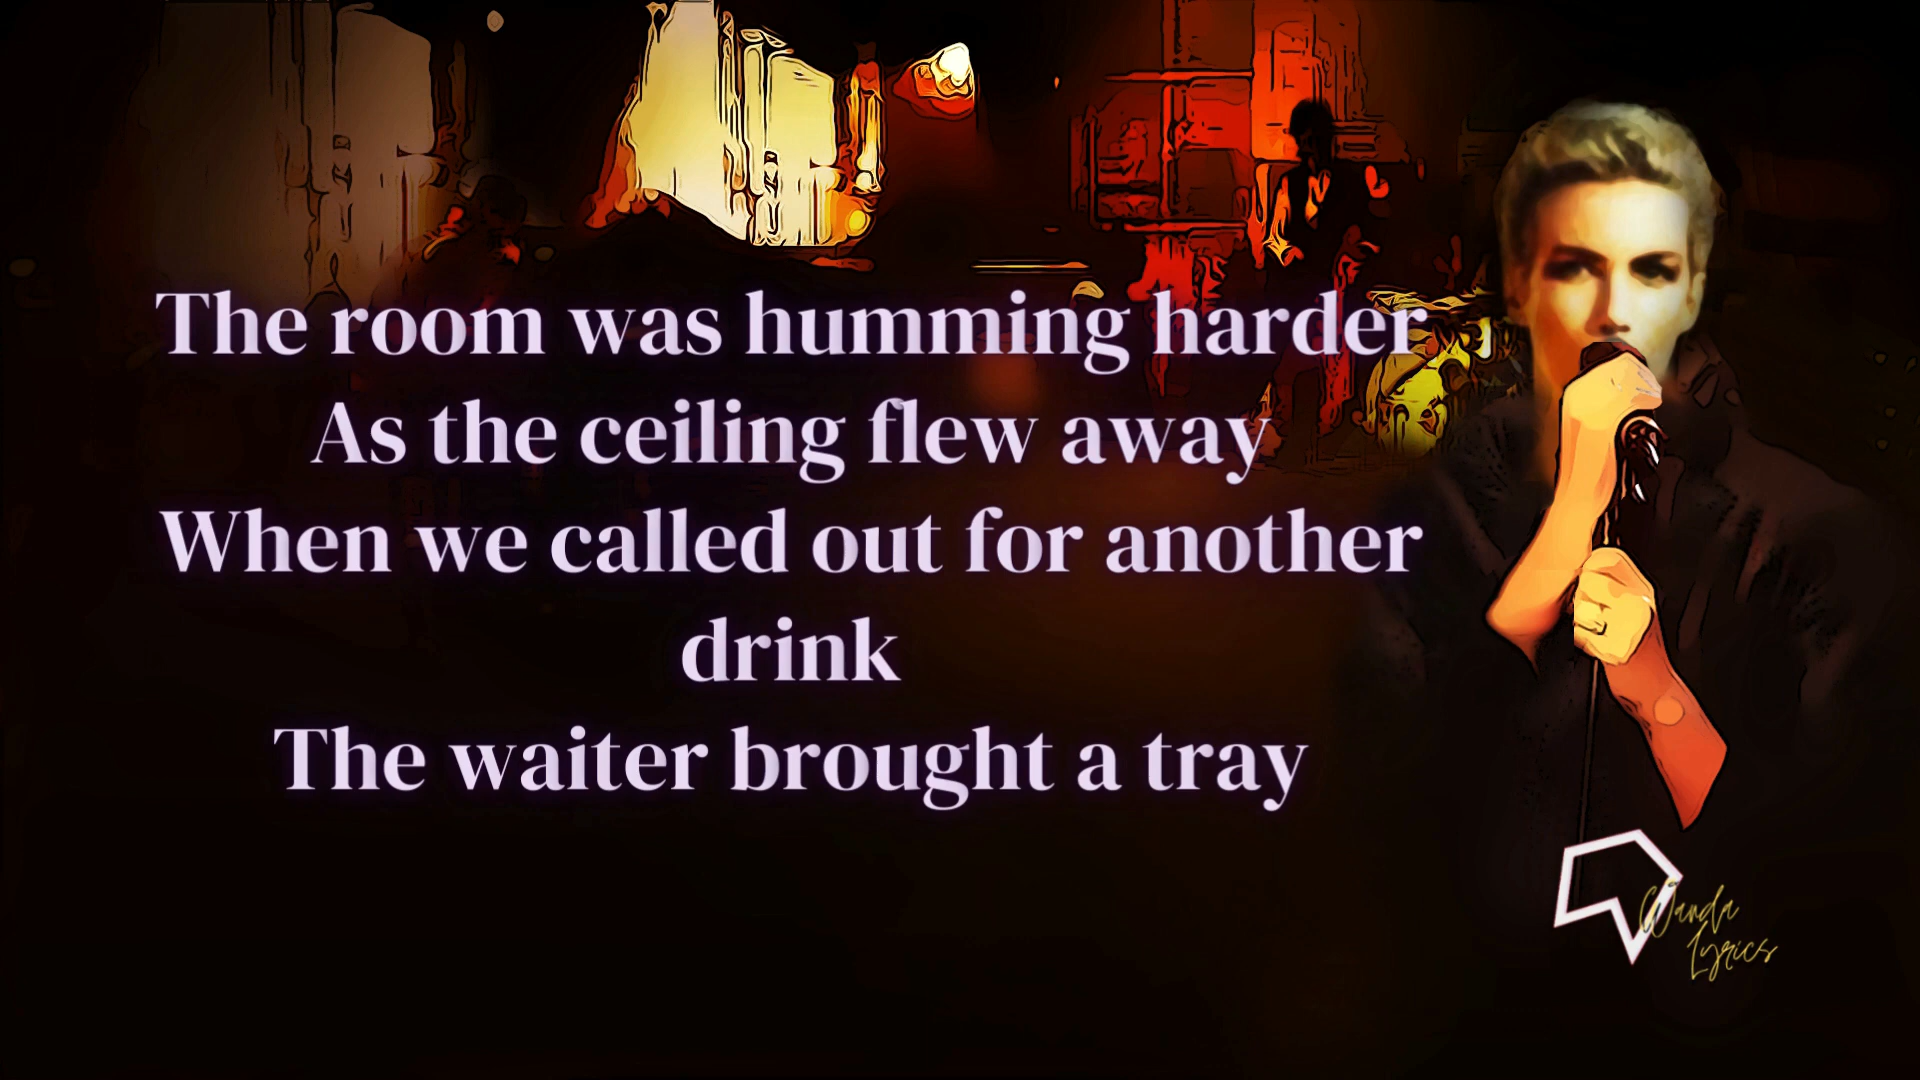 The room was humming harder
As the ceiling flew away
When we called out for another
drink
The waiter brought a tray
Wanda
Lyrics